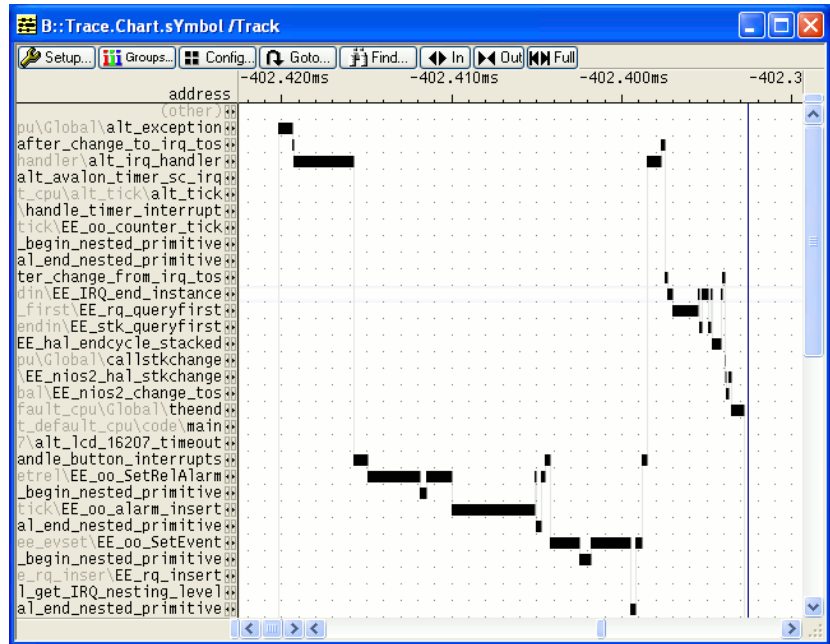 B::Trace.Chart.sYmbol /Track
Setup... Groups... Config... Goto... Find... In Out Full
-402.420ms -402.410ms -402.400ms -402.3
address
(other)
pu\Global\alt_exception
after_change_to_irq_tos
handler\alt_irq_handler
alt_avalon_timer_sc_irq
t_cpu\alt_tick\alt_tick
\handle_timer_interrupt
tick\EE_oo_counter_tick
_begin_nested_primitive
al_end_nested_primitive
ter_change_from_irq_tos
din\EE_IRQ_end_instance
_first\EE_rq_queryfirst
endin\EE_stk_queryfirst
EE_hal_endcycle_stacked
pu\Global\callstkchange
\EE_nios2_hal_stkchange
bal\EE_nios2_change_tos
fault_cpu\Global\theend
t_default_cpu\code\main
7\alt_lcd_16207_timeout
andle_button_interrupts
etrel\EE_oo_SetRelAlarm
_begin_nested_primitive
tick\EE_oo_alarm_insert
al_end_nested_primitive
ee_evset\EE_oo_SetEvent
_begin_nested_primitive
e_rq_inser\EE_rq_insert
l_get_IRQ_nesting_level
al_end_nested_primitive